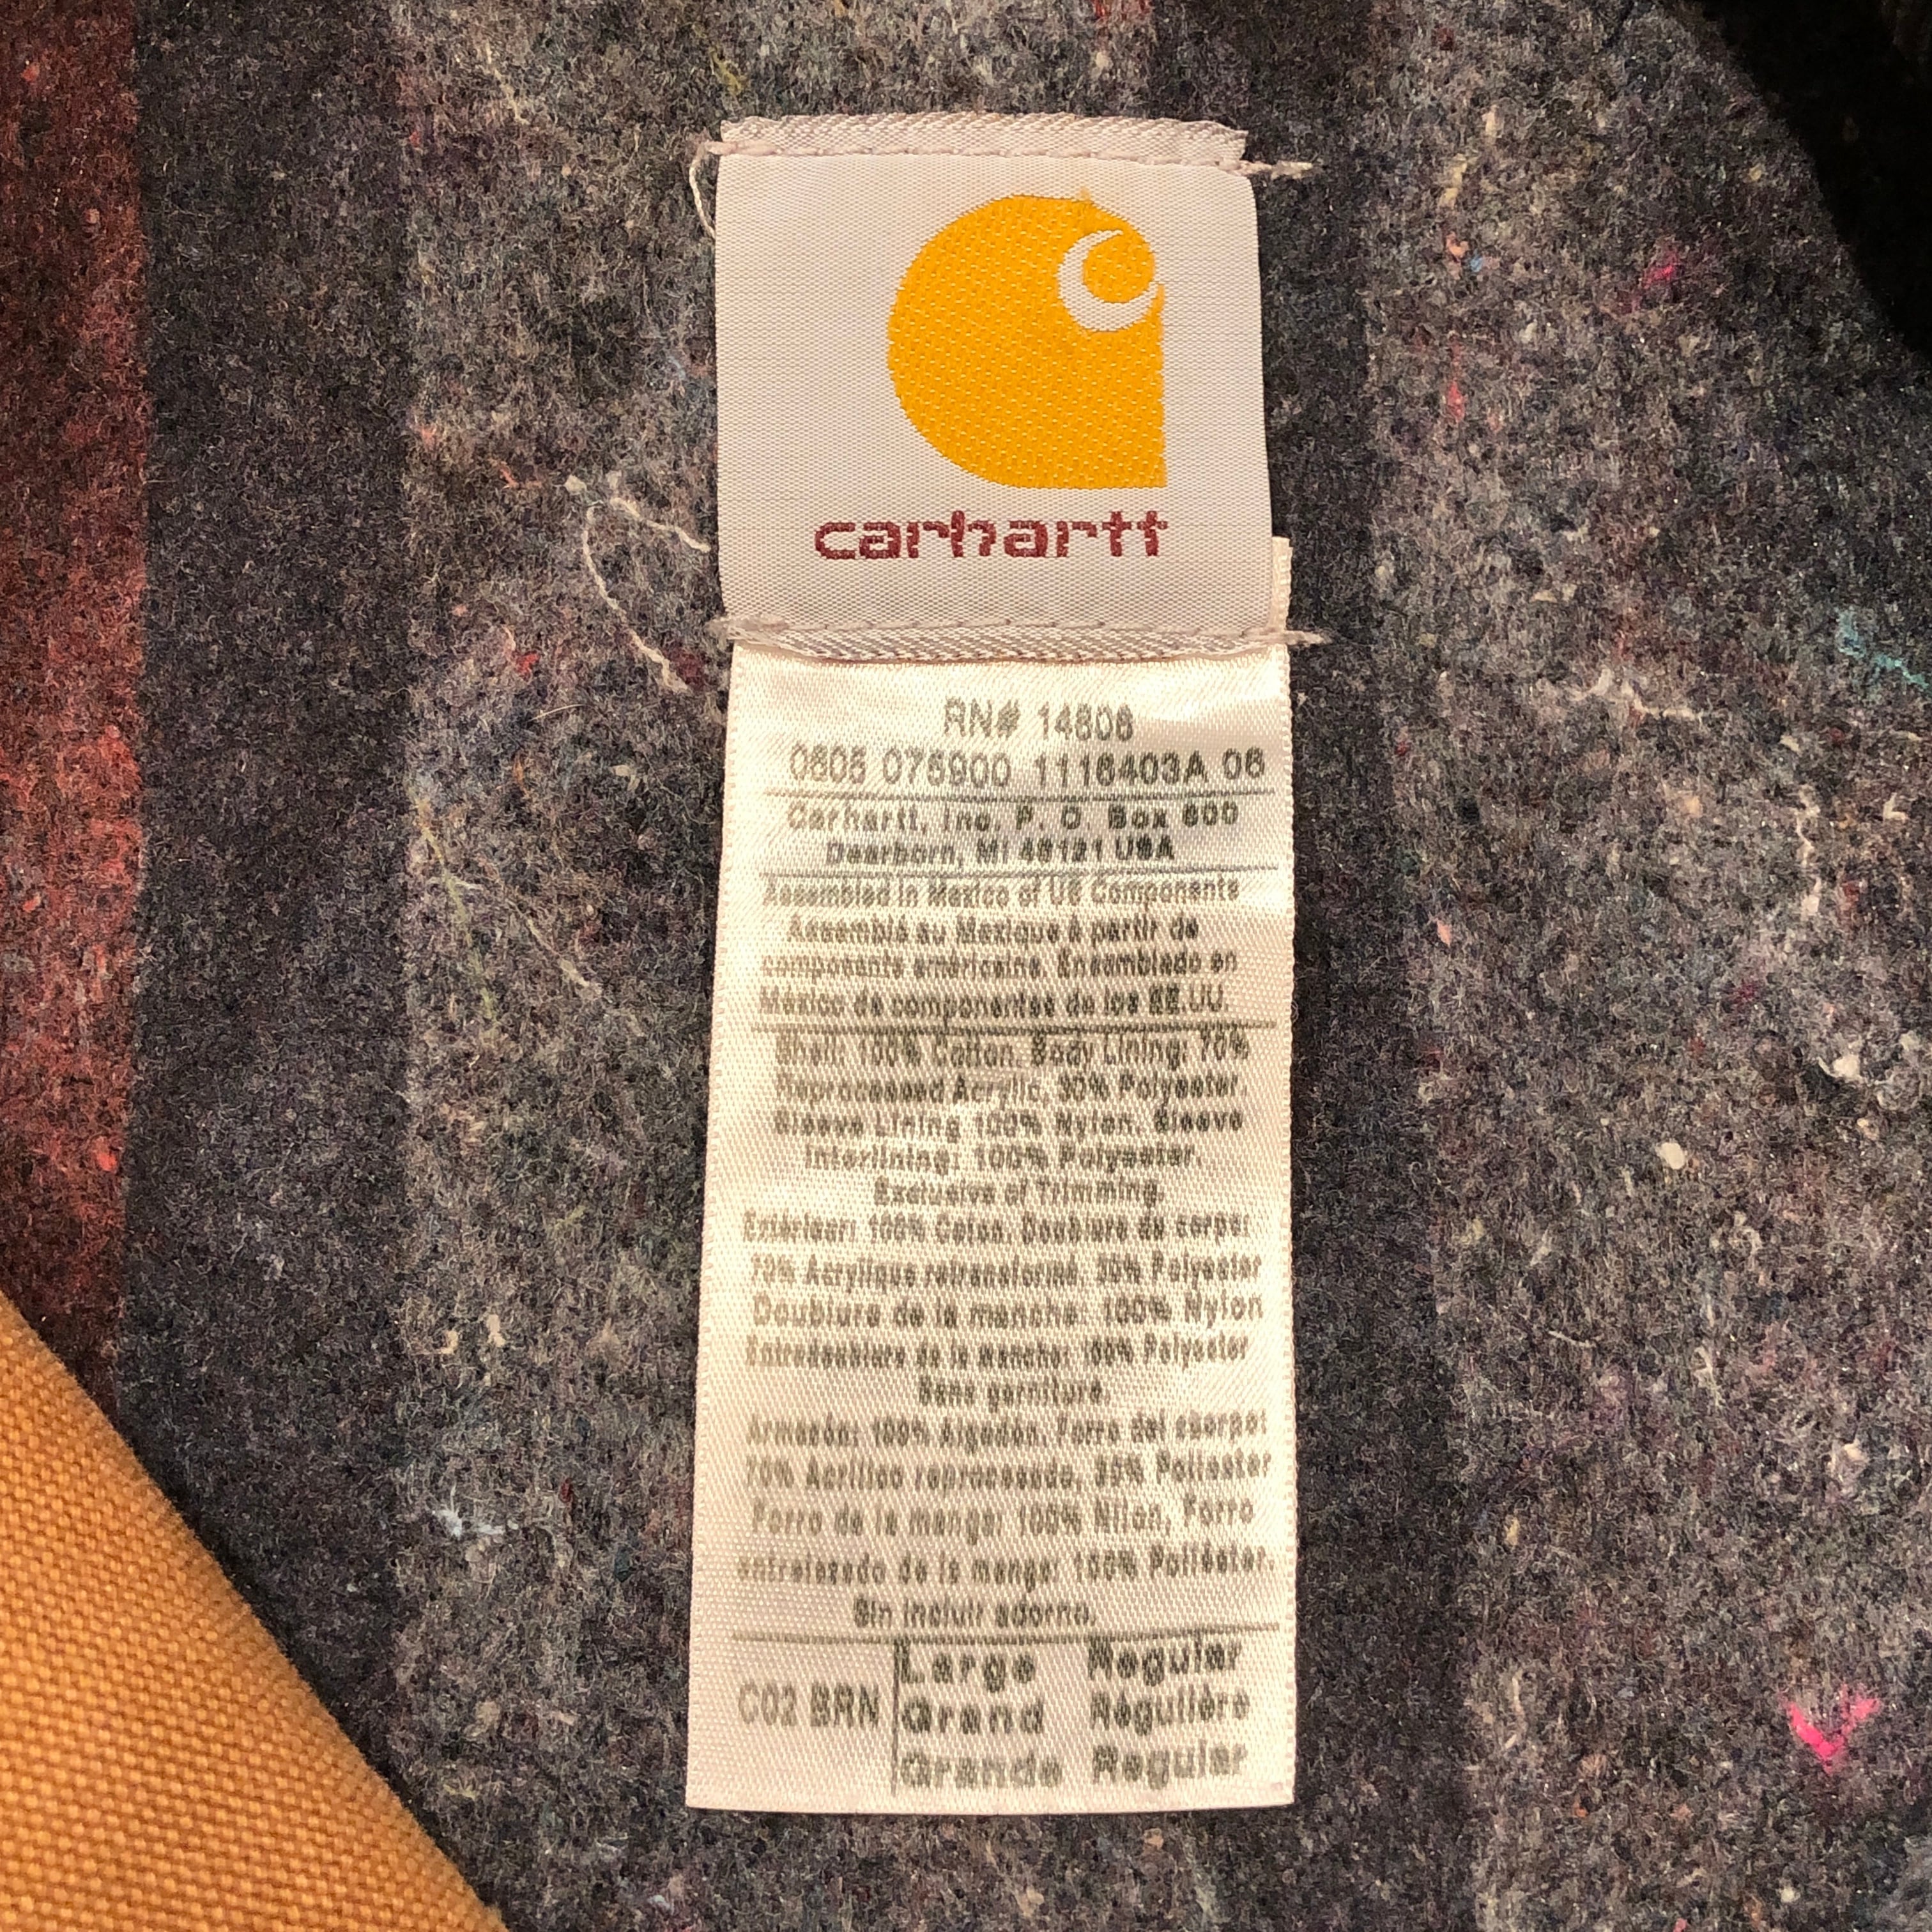 carhartt
RN# 14806
0805 075900 1116403A 06
Carhartt, Inc. P. O. Box 600
Dearborn, MI 48121 USA
Assembled in Mexico of US Components
Assemblé au Mexique à partir de
composants américains. Ensamblado en
México de componentes de los EE.UU.
Shell: 100% Cotton. Body Lining: 70%
Reprocessed Acrylic, 30% Polyester
Sleeve Lining 100% Nylon. Sleeve
Interlining: 100% Polyester.
Exclusive of Trimming.
Extérieur: 100% Coton. Doublure de corps:
70% Acrylique retransformé, 30% Polyester
Doublure de la manche: 100% Nylon
Entredoublure de la manche: 100% Polyester
Sans garniture.
Armazón: 100% Algodón. Forro del cuerpo:
70% Acrílico reprocesado, 30% Poliéster
Forro de la manga: 100% Nilon, Forro
entrelazado de la manga: 100% Poliéster.
Sin incluir adorno.
C02 BRN
Large Regular
Grand Régulière
Grande Regular